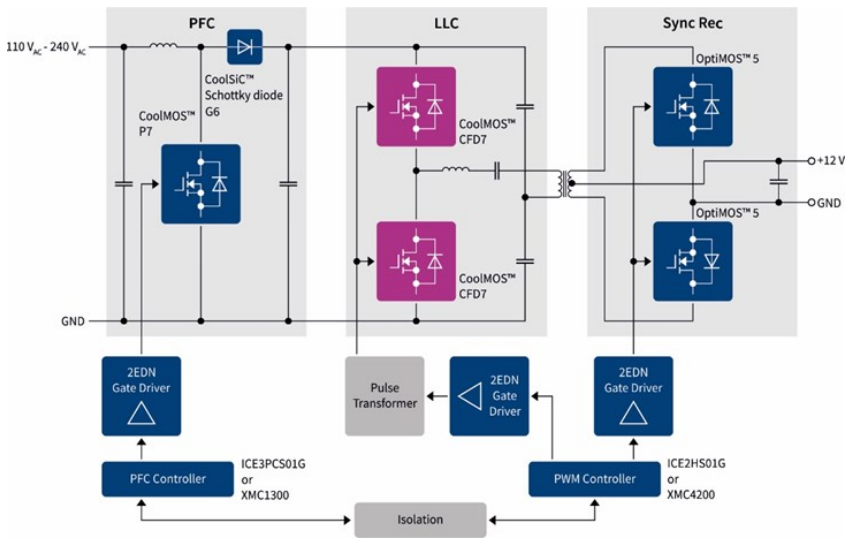 PFC
LLC
Sync Rec
110 VAC - 240 VAC
CoolSiC™
Schottky diode
G6
CoolMOS™
P7
CoolMOS™
CFD7
CoolMOS™
CFD7
OptiMOS™ 5
OptiMOS™ 5
+12 V
GND
GND
2EDN
Gate Driver
Pulse
Transformer
2EDN
Gate
Driver
2EDN
Gate Driver
PFC Controller
ICE3PCS01G
or
XMC1300
PWM Controller
ICE2HS01G
or
XMC4200
Isolation